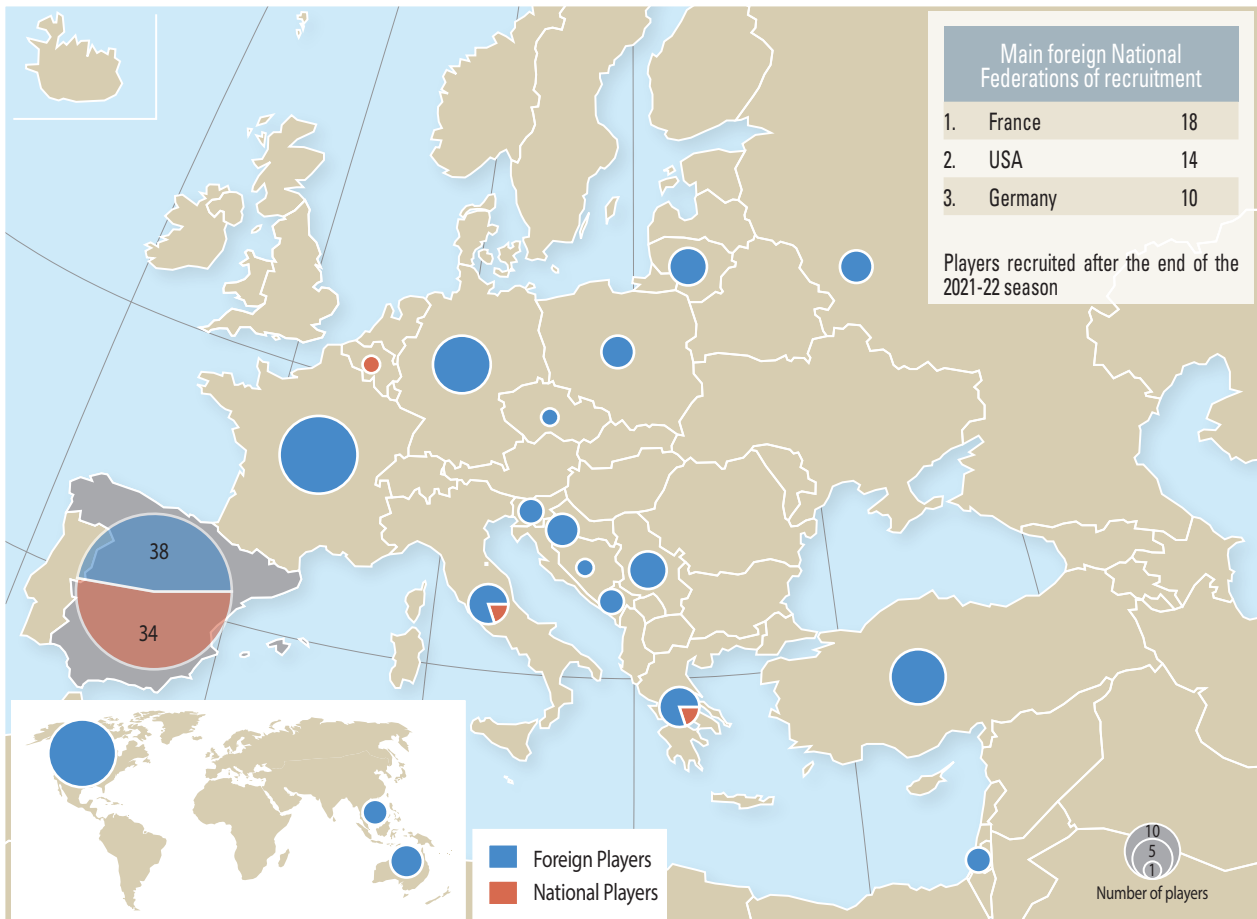 Main foreign National
Federations of recruitment
1. France 18
2. USA 14
3. Germany 10
Players recruited after the end of the
2021-22 season
38
34
Foreign Players
National Players
10
5
1
Number of players